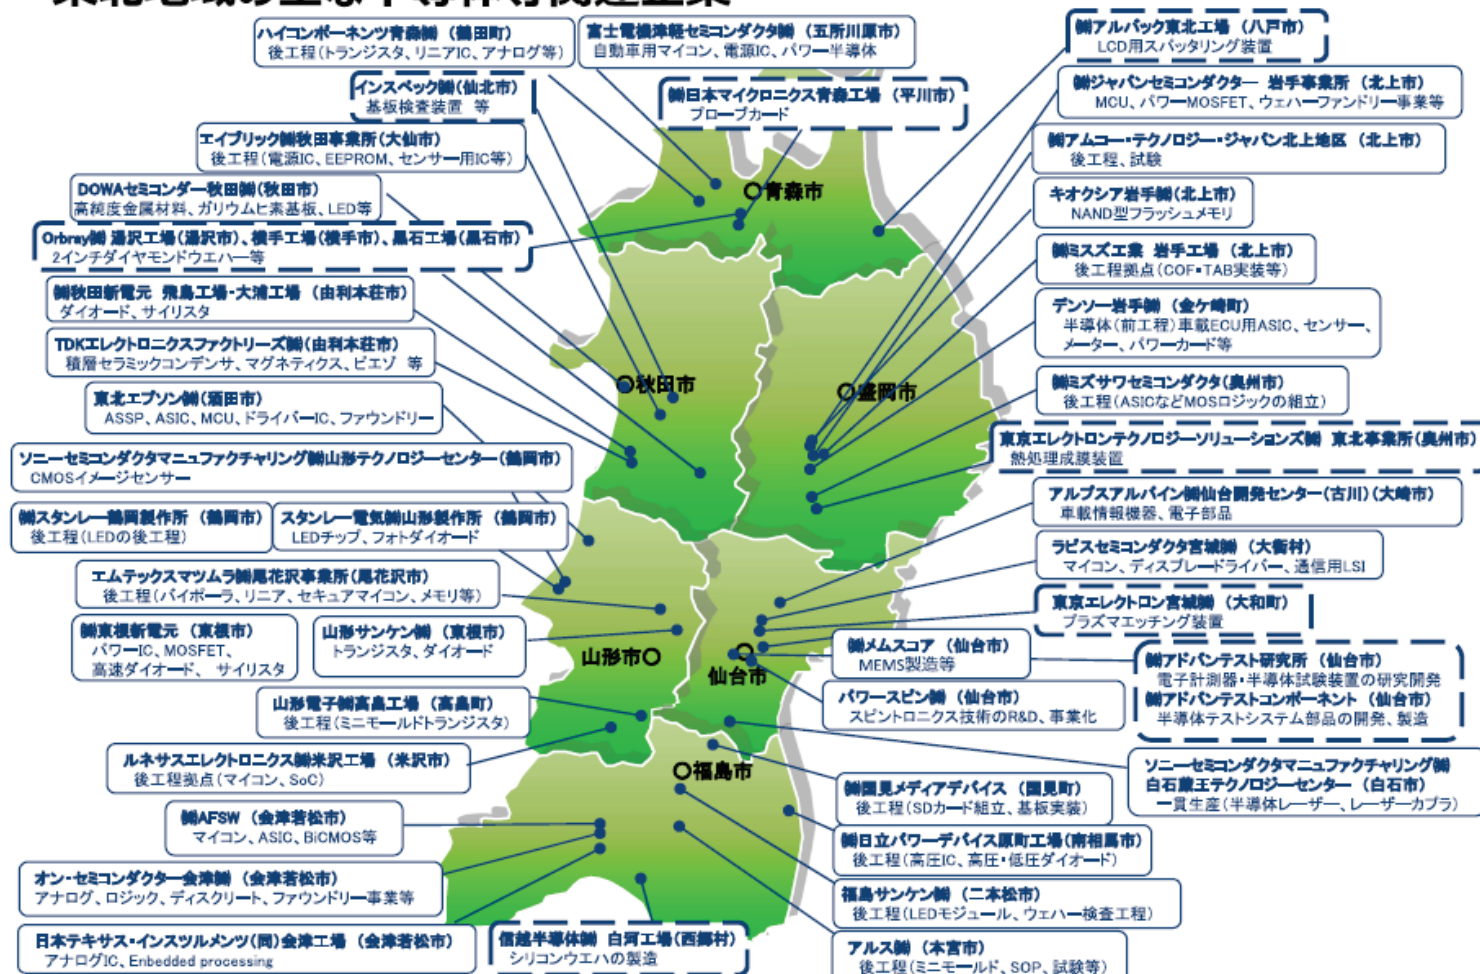 東北地域の主な半導体等関連企業
ハイコンポーネンツ青森㈱ (鶴田町)
後工程(トランジスタ、リニアIC、アナログ等)
富士電機津軽セミコンダクタ㈱ (五所川原市)
自動車用マイコン、電源IC、パワー半導体
㈱アルバック東北工場 (八戸市)
LCD用スパッタリング装置
インスペック㈱(仙北市)
基板検査装置 等
㈱日本マイクロニクス青森工場 (平川市)
プローブカード
㈱ジャパンセミコンダクター 岩手事業所 (北上市)
MCU、パワーMOSFET、ウェハーファンドリー事業等
エイブリック㈱秋田事業所(大仙市)
後工程(電源IC、EEPROM、センサー用IC等)
㈱アムコー・テクノロジー・ジャパン北上地区 (北上市)
後工程、試験
DOWAセミコンダー秋田㈱(秋田市)
高純度金属材料、ガリウムヒ素基板、LED等
キオクシア岩手㈱(北上市)
NAND型フラッシュメモリ
Orbray㈱ 湯沢工場(湯沢市)、横手工場(横手市)、黒石工場(黒石市)
2インチダイヤモンドウエハー等
㈱ミスズ工業 岩手工場 (北上市)
後工程拠点(COF・TAB実装等)
㈱秋田新電元 飛鳥工場・大浦工場 (由利本荘市)
ダイオード、サイリスタ
デンソー岩手㈱ (金ケ崎町)
半導体(前工程)車載ECU用ASIC、センサー、
メーター、パワーカード等
TDKエレクトロニクスファクトリーズ㈱(由利本荘市)
積層セラミックコンデンサ、マグネティクス、ピエゾ 等
㈱ミズサワセミコンダクタ(奥州市)
後工程(ASICなどMOSロジックの組立)
東北エプソン㈱(酒田市)
ASSP、ASIC、MCU、ドライバーIC、ファウンドリー
東京エレクトロンテクノロジーソリューションズ㈱ 東北事業所(奥州市)
熱処理成膜装置
ソニーセミコンダクタマニュファクチャリング㈱山形テクノロジーセンター(鶴岡市)
CMOSイメージセンサー
アルプスアルパイン㈱仙台開発センター(古川)(大崎市)
車載情報機器、電子部品
㈱スタンレー鶴岡製作所 (鶴岡市)
後工程(LEDの後工程)
スタンレー電気㈱山形製作所 (鶴岡市)
LEDチップ、フォトダイオード
ラピスセミコンダクタ宮城㈱ (大衡村)
マイコン、ディスプレードライバー、通信用LSI
エムテックスマツムラ㈱尾花沢事業所(尾花沢市)
後工程(バイポーラ、リニア、セキュアマイコン、メモリ等)
東京エレクトロン宮城㈱ (大和町)
プラズマエッチング装置
㈱東根新電元 (東根市)
パワーIC、MOSFET、
高速ダイオード、 サイリスタ
山形サンケン㈱ (東根市)
トランジスタ、ダイオード
㈱メムスコア (仙台市)
MEMS製造等
㈱アドバンテスト研究所 (仙台市)
電子計測器・半導体試験装置の研究開発
㈱アドバンテストコンポーネント (仙台市)
半導体テストシステム部品の開発、製造
山形電子㈱高畠工場 (高畠町)
後工程(ミニモールドトランジスタ)
パワースピン㈱ (仙台市)
スピントロニクス技術のR&D、事業化
ルネサスエレクトロニクス㈱米沢工場 (米沢市)
後工程拠点(マイコン、SoC)
ソニーセミコンダクタマニュファクチャリング㈱
白石蔵王テクノロジーセンター (白石市)
一貫生産(半導体レーザー、レーザーカプラ)
㈱国見メディアデバイス (国見町)
後工程(SDカード組立、基板実装)
㈱AFSW (会津若松市)
マイコン、ASIC、BiCMOS等
㈱日立パワーデバイス原町工場(南相馬市)
後工程(高圧IC、高圧・低圧ダイオード)
オン・セミコンダクター会津㈱ (会津若松市)
アナログ、ロジック、ディスクリート、ファウンドリー事業等
福島サンケン㈱ (二本松市)
後工程(LEDモジュール、ウェハー検査工程)
日本テキサス・インスツルメンツ(同)会津工場 (会津若松市)
アナログIC、Enbedded processing
信越半導体㈱ 白河工場(西郷村)
シリコンウエハの製造
アルス㈱ (本宮市)
後工程(ミニモールド、SOP、試験等)
青森市
秋田市
盛岡市
山形市
仙台市
福島市